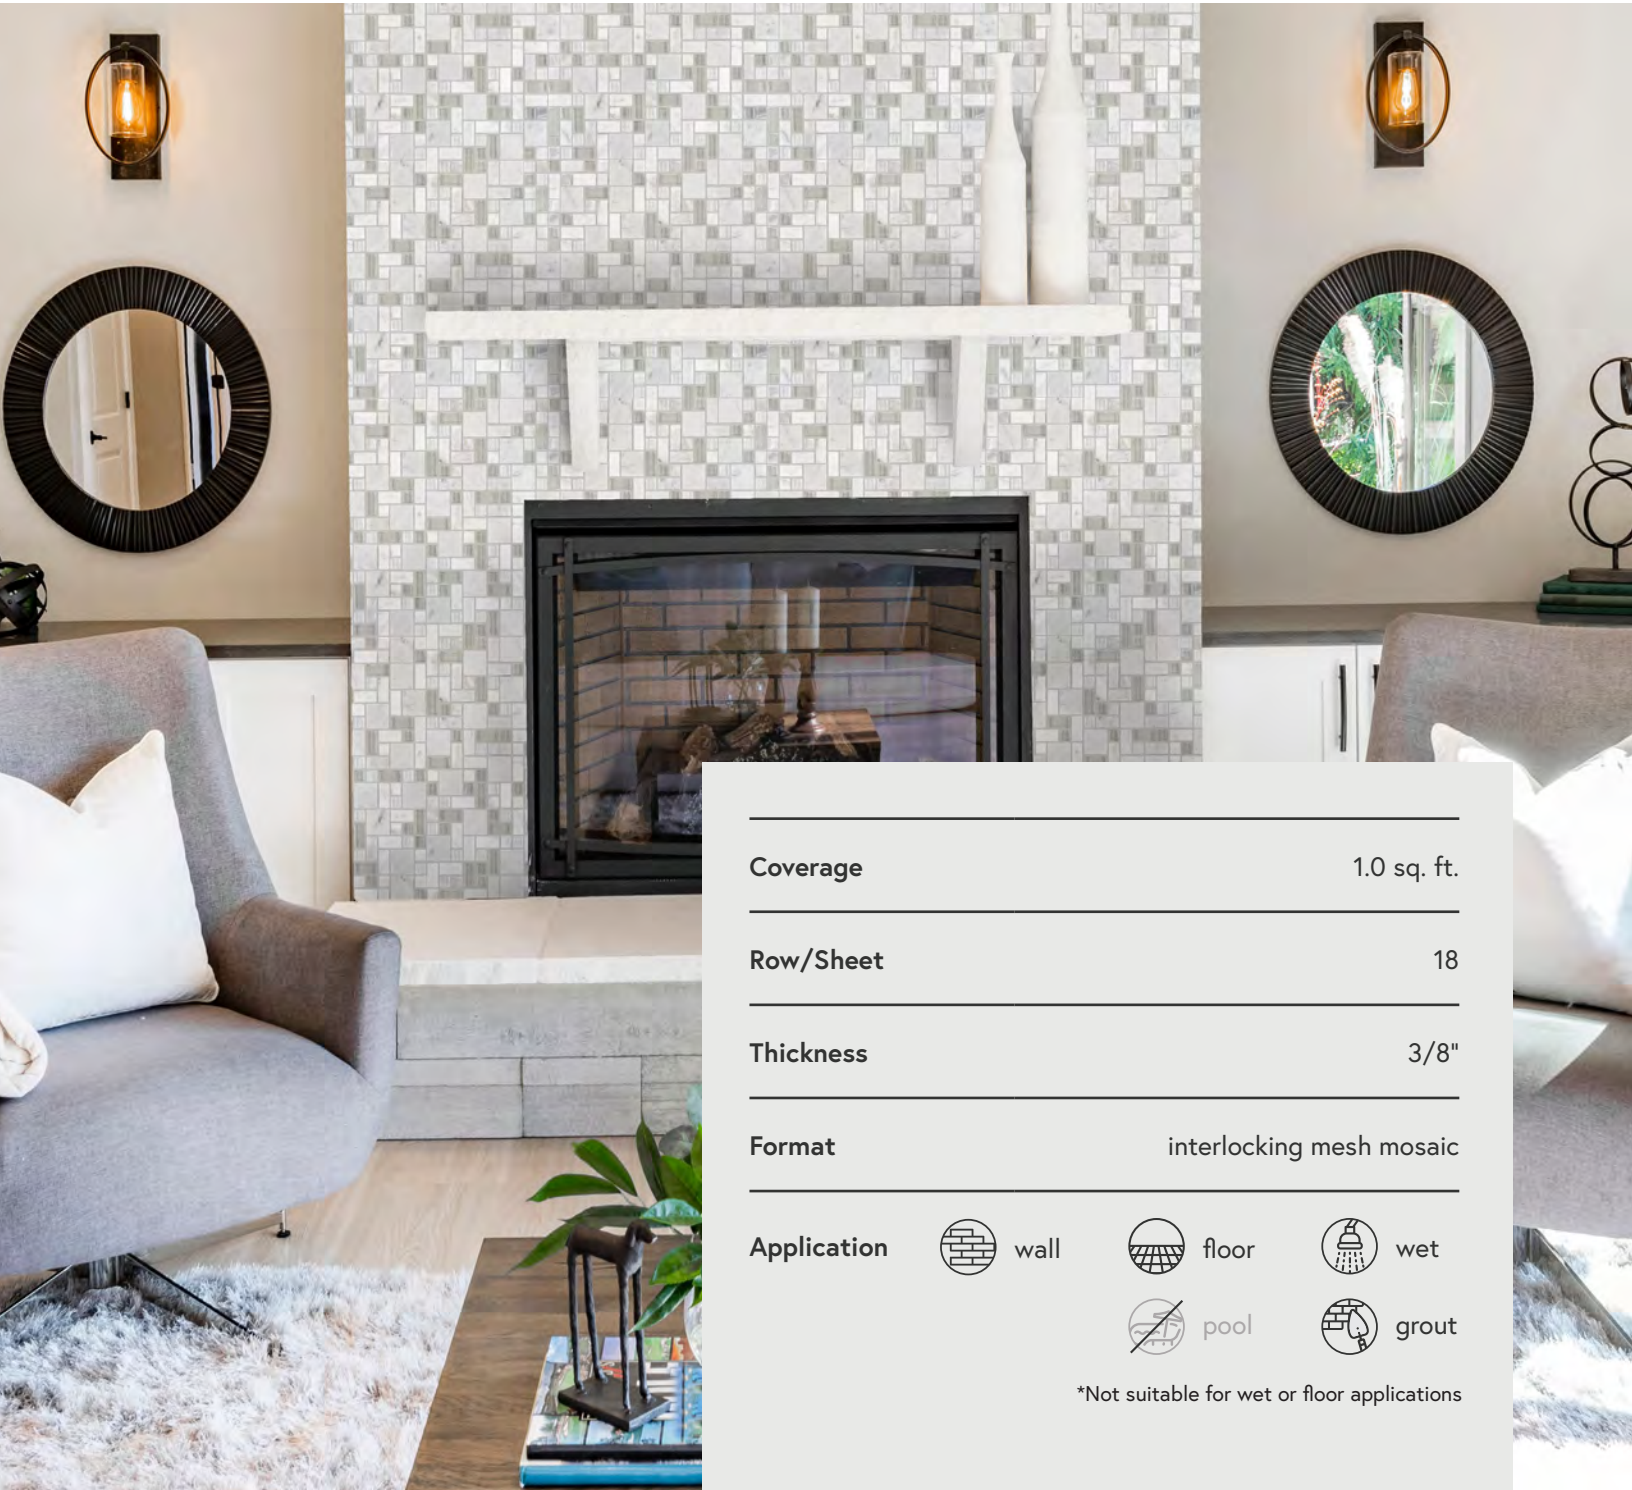 Coverage 1.0 sq. ft.
Row/Sheet 18
Thickness 3/8"
Format interlocking mesh mosaic
Application wall floor wet
pool grout
*Not suitable for wet or floor applications